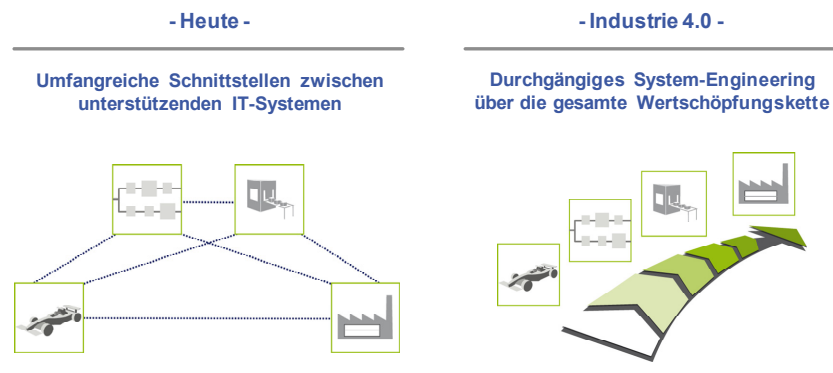 - Heute -
Umfangreiche Schnittstellen zwischen
unterstützenden IT-Systemen
- Industrie 4.0 -
Durchgängiges System-Engineering
über die gesamte Wertschöpfungskette